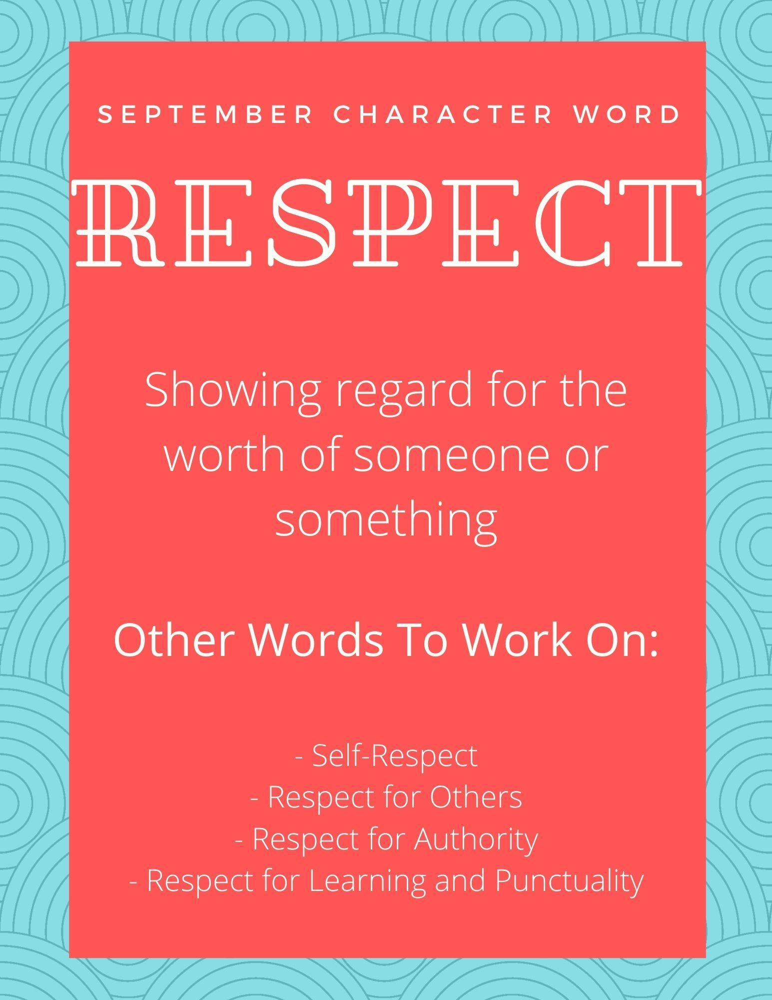 SEPTEMBER CHARACTER WORD
RESPECT
Showing regard for the
worth of someone or
something
Other Words To Work On:
- Self-Respect
- Respect for Others
- Respect for Authority
- Respect for Learning and Punctuality